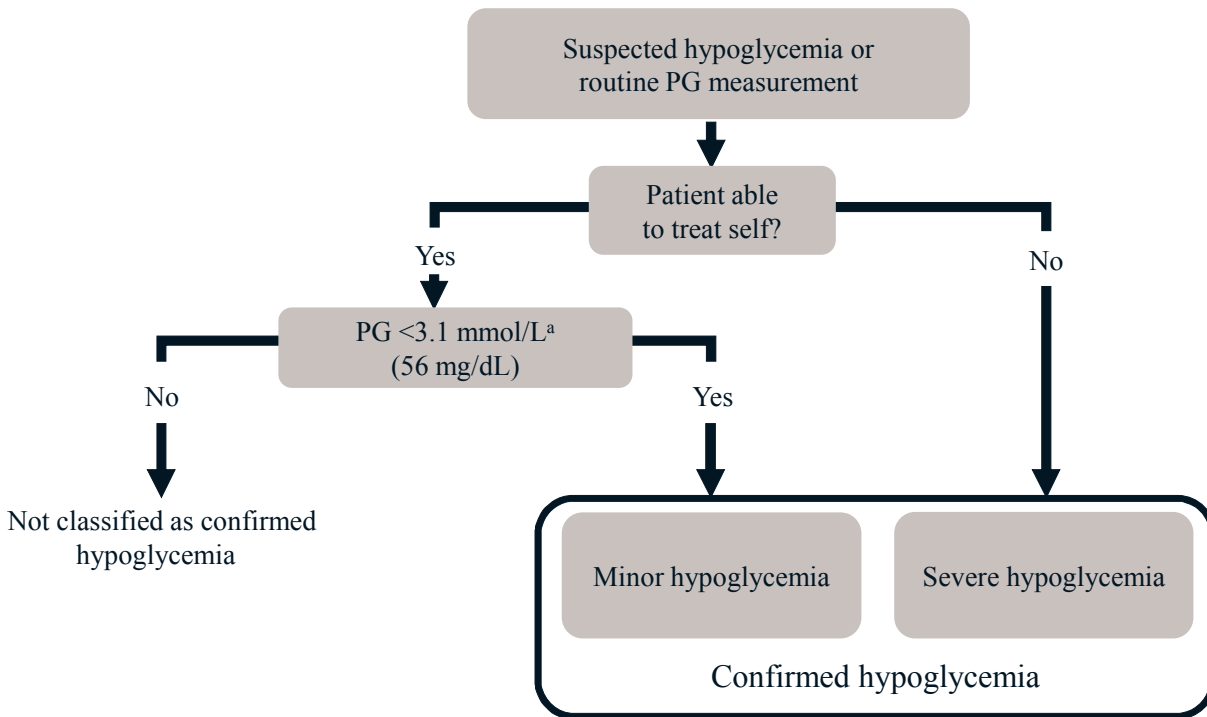 Suspected hypoglycemia or
routine PG measurement
Patient able
to treat self?
Yes
No
PG <3.1 mmol/Lᵃ
(56 mg/dL)
No
Yes
Not classified as confirmed
hypoglycemia
Minor hypoglycemia
Severe hypoglycemia
Confirmed hypoglycemia